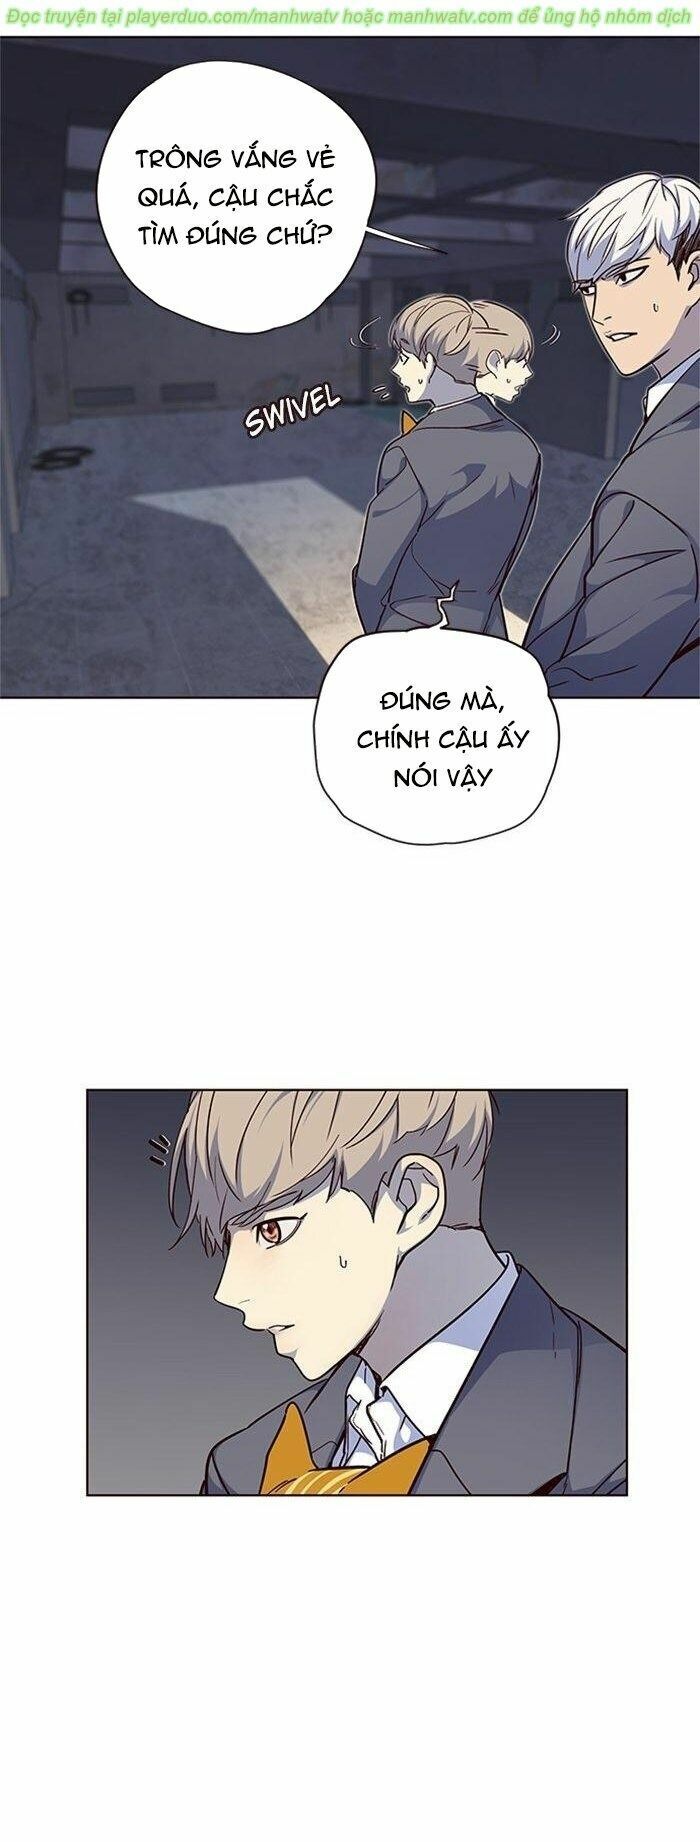 Đọc truyện tại playerduo.com/manhwatv hoặc manhwatv.com để ủng hộ nhóm dịch
TRÔNG VẮNG VẺ
QUÁ, CẬU CHẮC
TÌM ĐÚNG CHỨ?
SWIVEL
ĐÚNG MÀ,
CHÍNH CẬU ẤY
NÓI VẬY